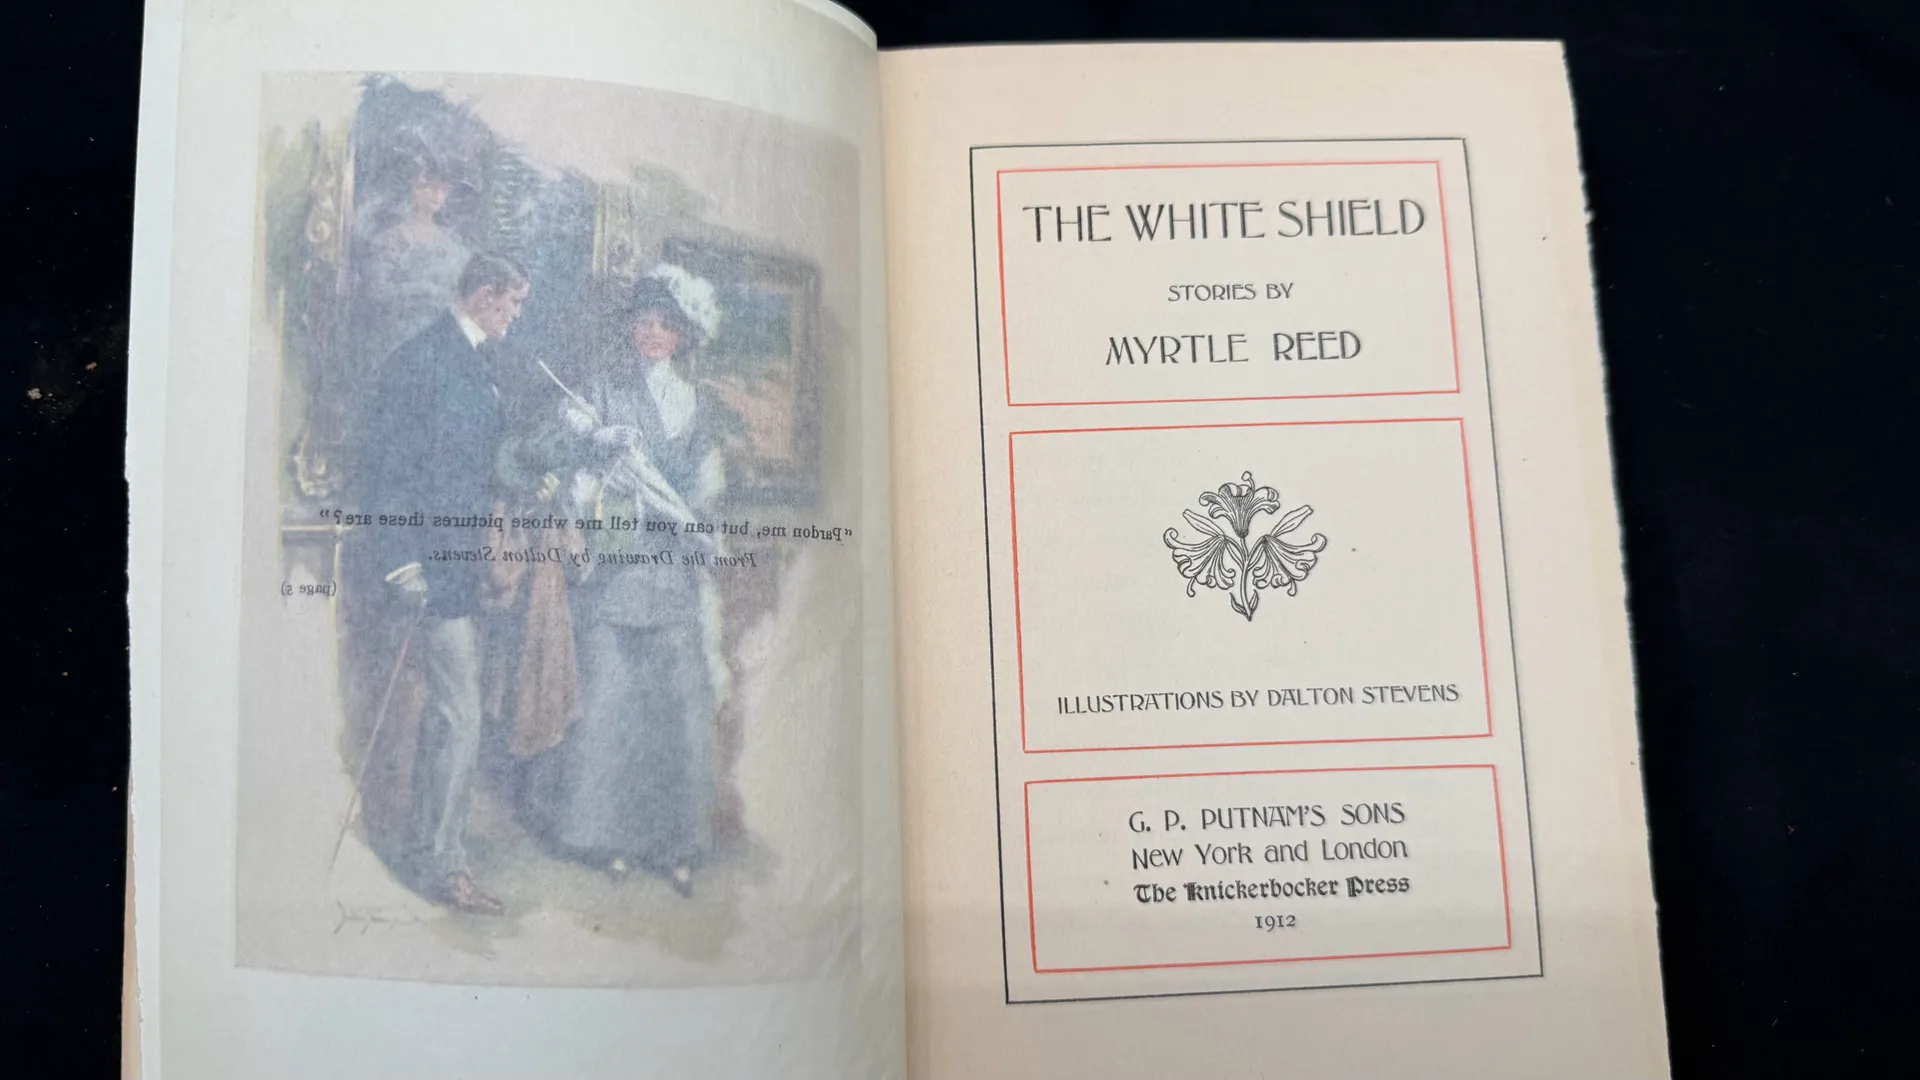 "Pardon me, but can you tell me whose pictures these are?"
From the Drawing by Dalton Stevens.
(page 5)
THE WHITE SHIELD
STORIES BY
MYRTLE REED
ILLUSTRATIONS BY DALTON STEVENS
G. P. PUTNAM'S SONS
New York and London
The Knickerbocker Press
1912